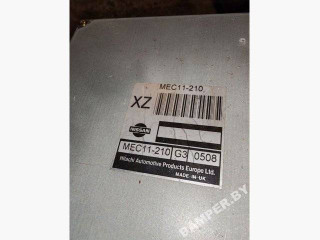 MEC11-210
XZ
NISSAN
MEC11-210 G3 0508
Hitachi Automotive Products Europe Ltd.
MADE-IN-UK
BAMPER.BY